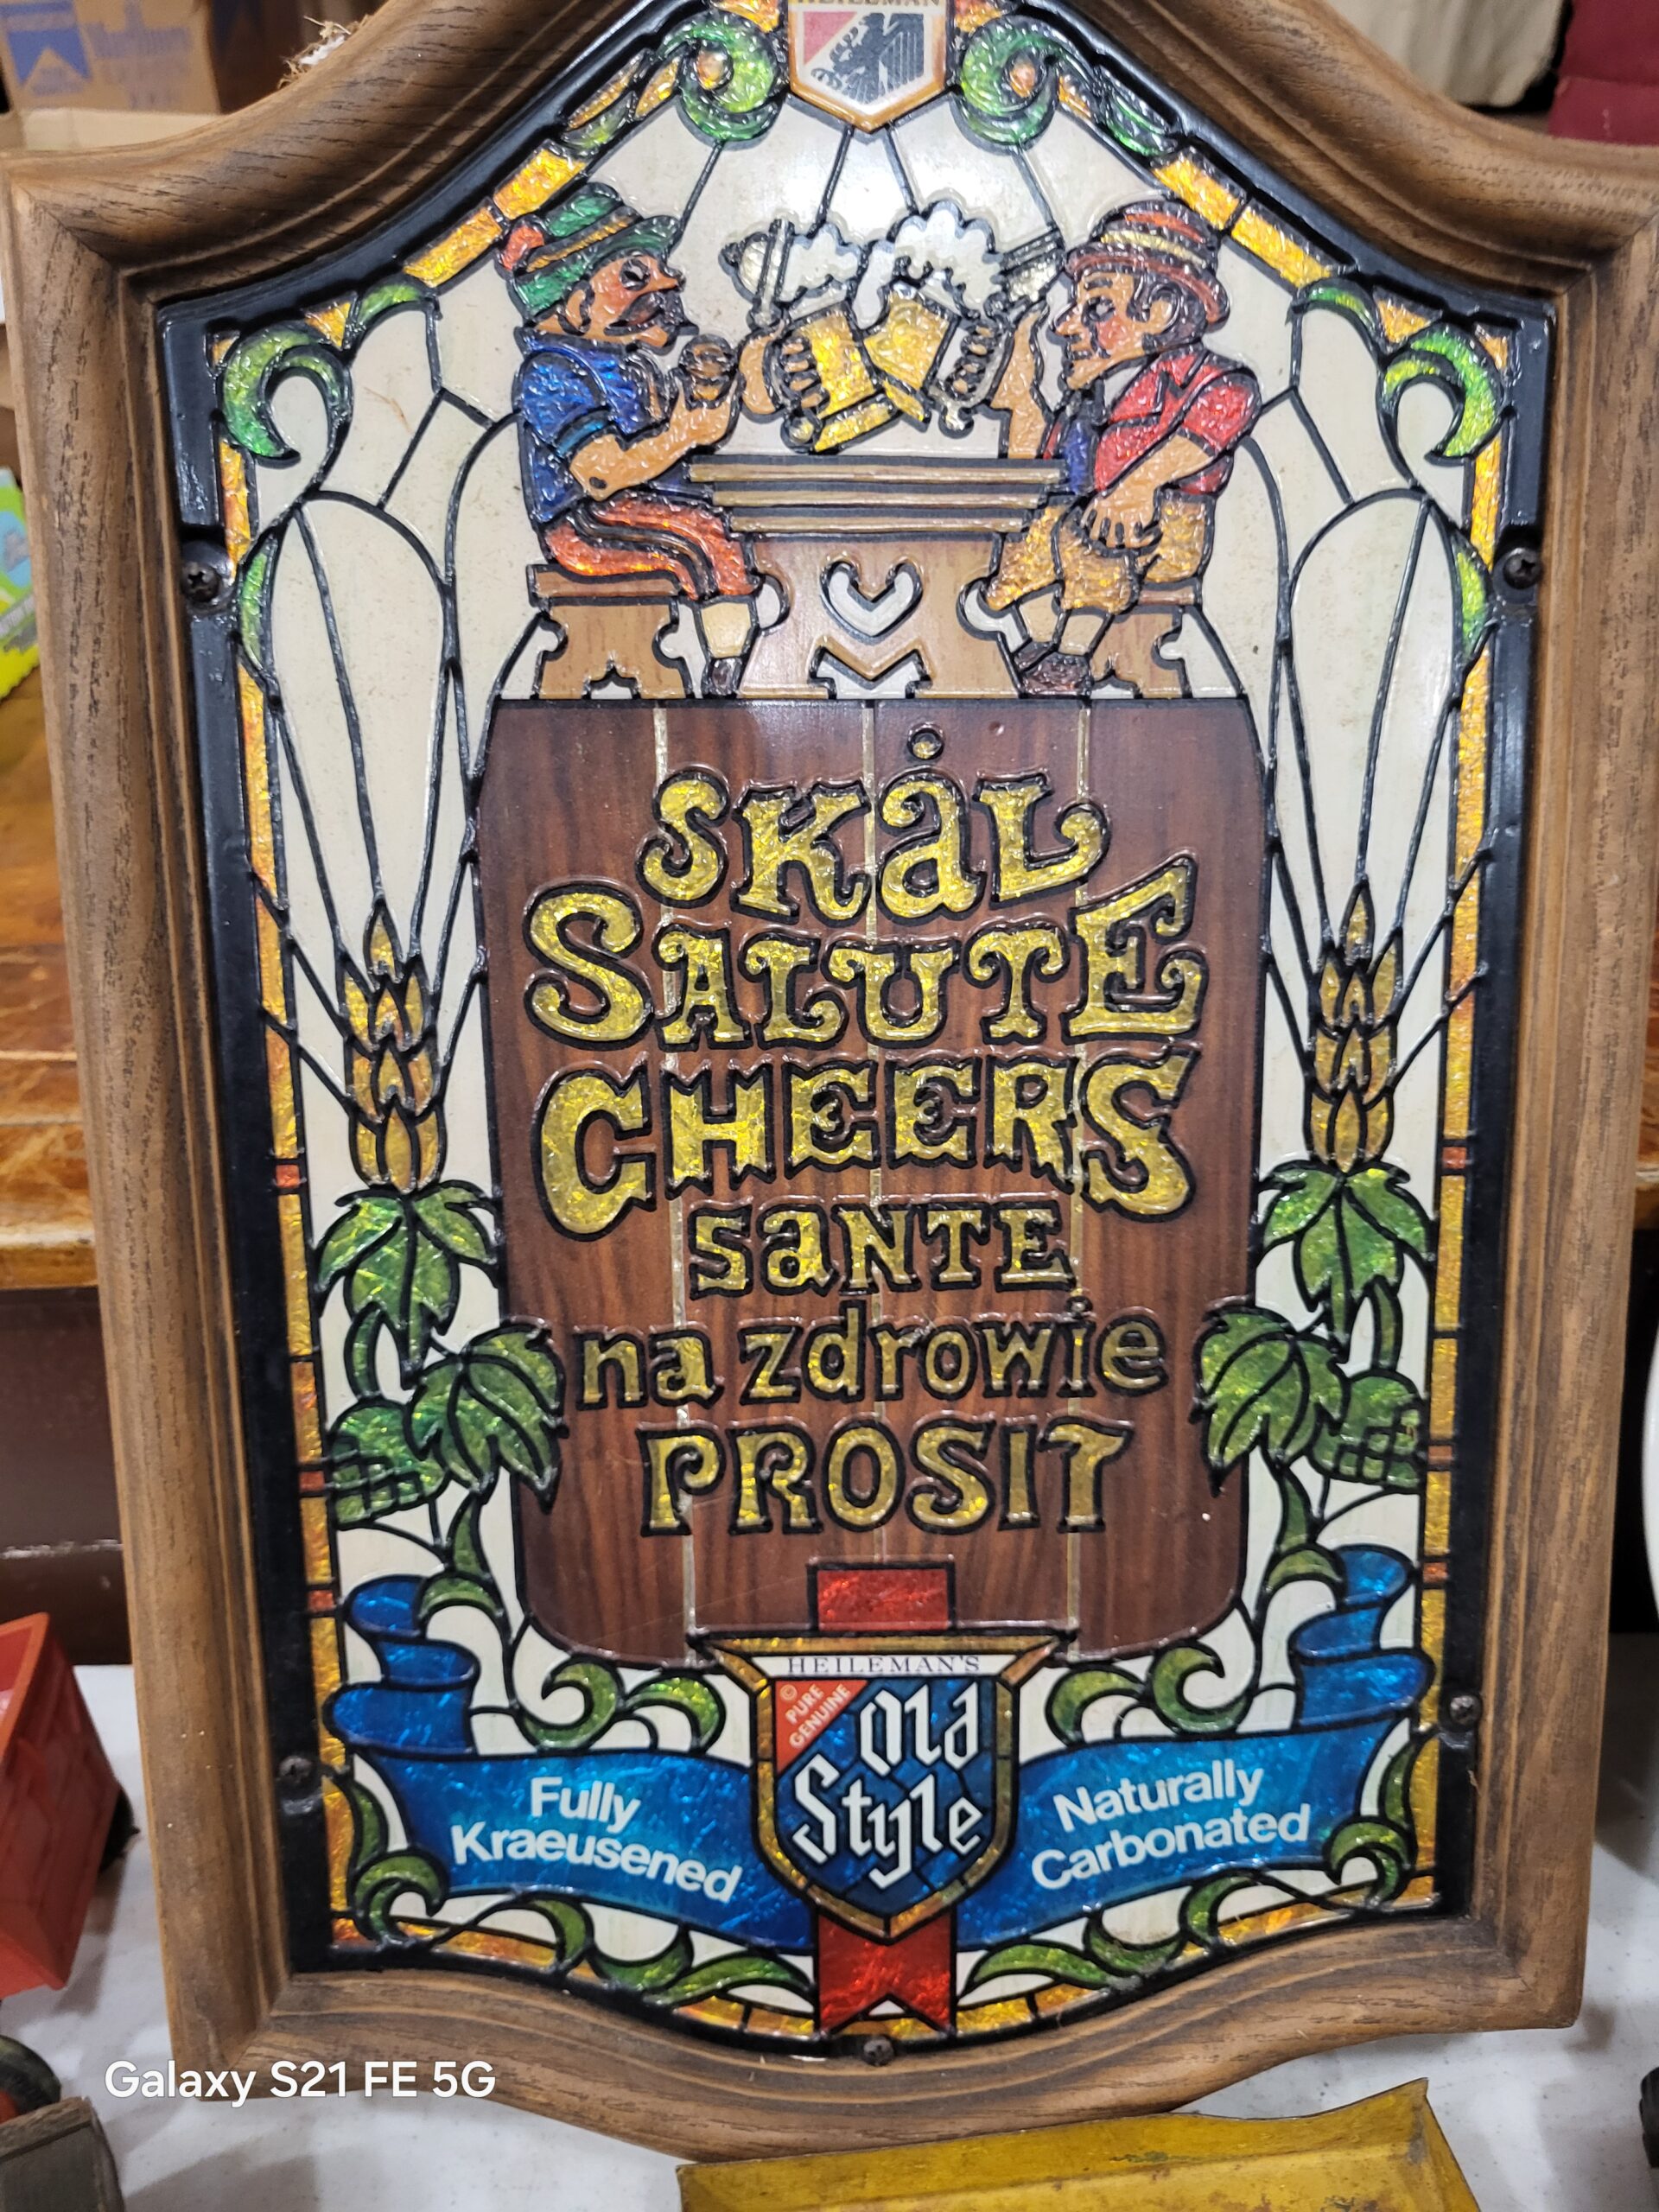 HEILEMAN
SKåL
SALUTE
CHEERS
SaNTE
na zdrowie
PROSIT
HEILEMAN'S
©
PURE
GENUINE
Old
Style
Fully
Kraeusened
Naturally
Carbonated
Galaxy S21 FE 5G